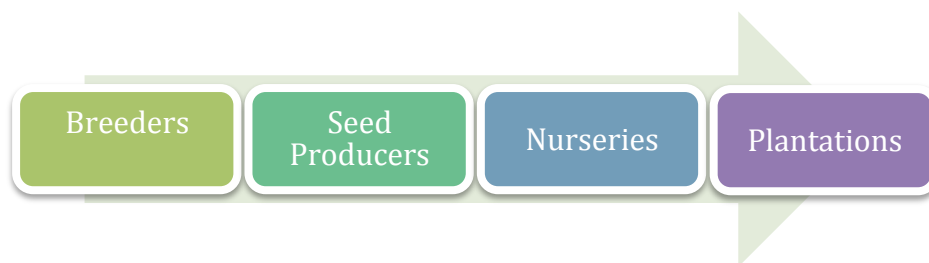 Breeders
Seed
Producers
Nurseries
Plantations